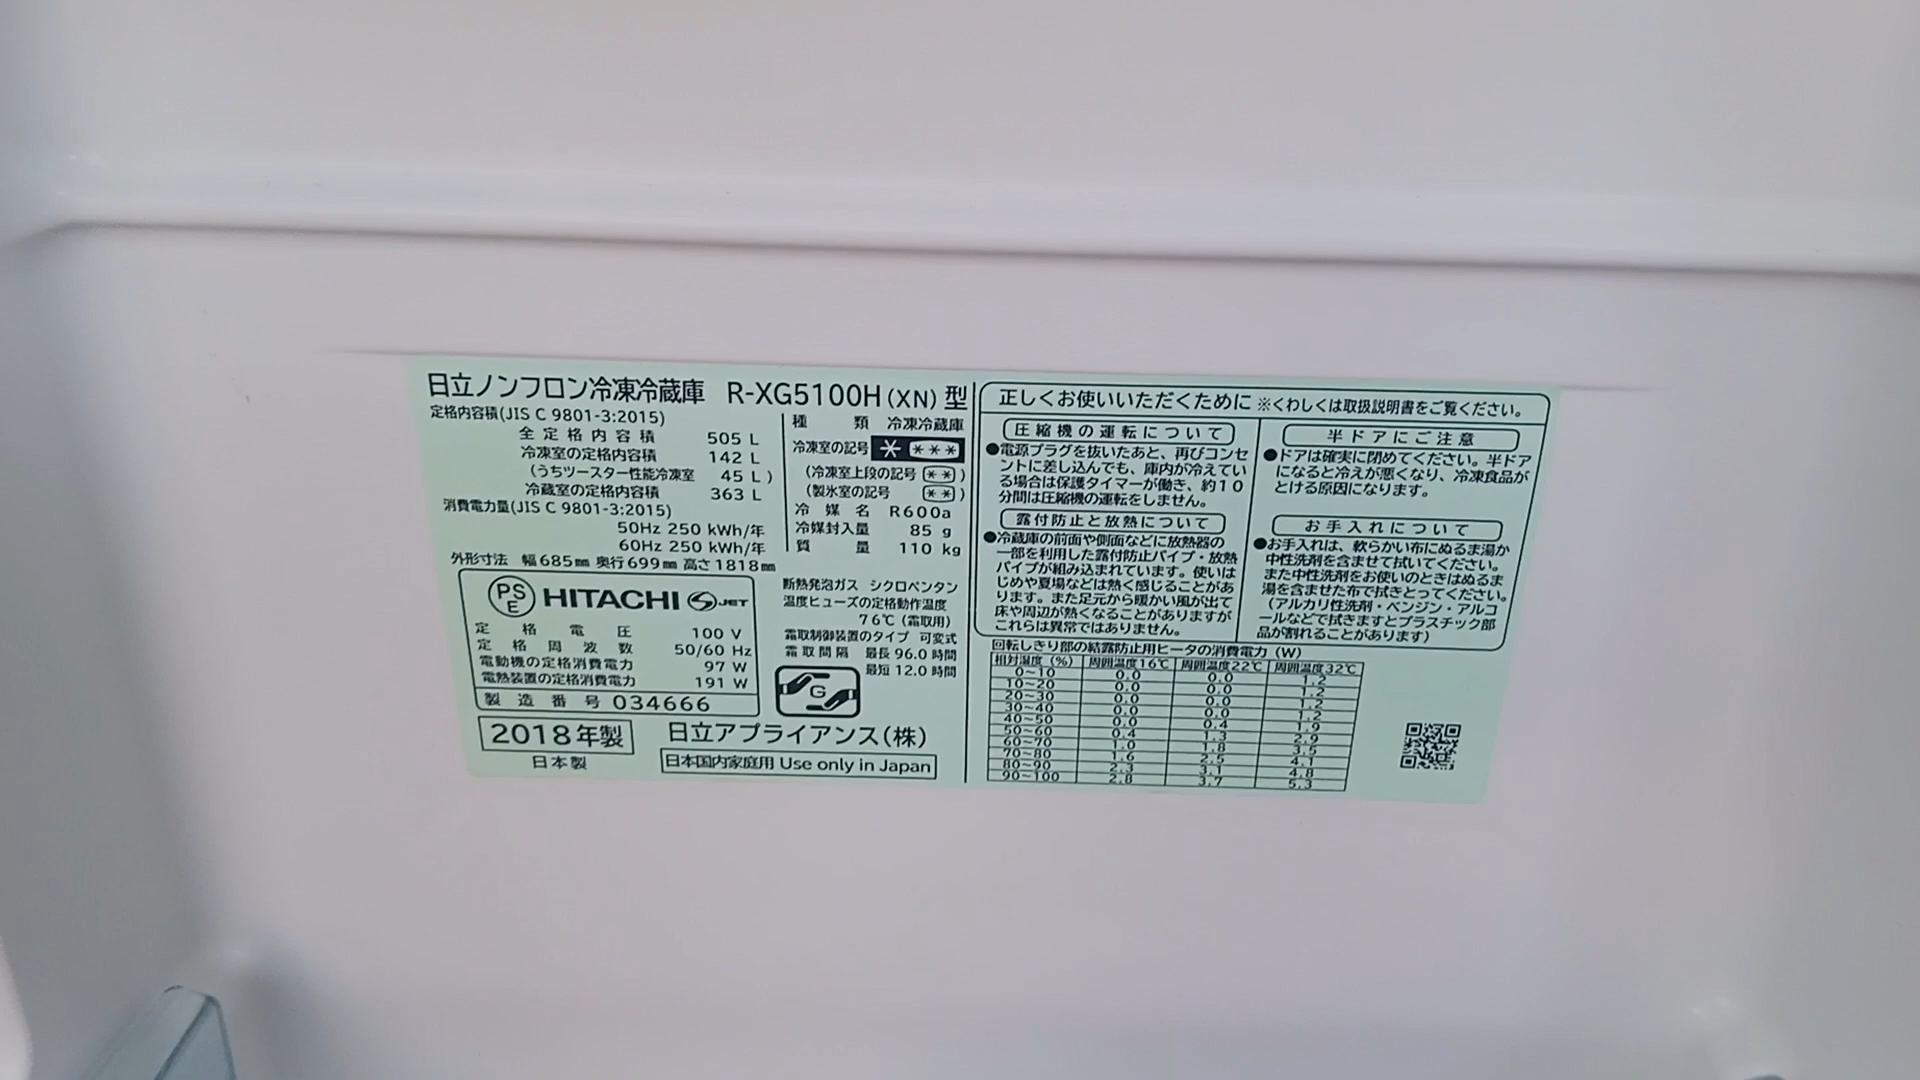 日立ノンフロン冷凍冷蔵庫 R-XG5100H(XN)型
定格内容積(JIS C 9801-3:2015)
全定格内容積 505 L
冷凍室の定格内容積 142 L
(うちツースター性能冷凍室 45 L)
冷蔵室の定格内容積 363 L
消費電力量(JIS C 9801-3:2015)
50Hz 250 kWh/年
60Hz 250 kWh/年
外形寸法 幅685㎜ 奥行699㎜ 高さ1818㎜
種類 冷凍冷蔵庫
冷凍室の記号 * ***
(冷凍室上段の記号 **)
(製氷室の記号 **)
冷媒名 R600a
冷媒封入量 85 g
質量 110 kg
PS
E
HITACHI S JET
定格電圧 100 V
定格周波数 50/60 Hz
電動機の定格消費電力 97 W
電熱装置の定格消費電力 191 W
製造番号 034666
2018年製
日本製
断熱発泡ガス シクロペンタン
温度ヒューズの定格動作温度
76℃(霜取用)
霜取制御装置のタイプ 可変式
霜取間隔 最長96.0時間
最短12.0時間
G
日立アプライアンス(株)
日本国内家庭用 Use only in Japan
正しくお使いいただくために ※くわしくは取扱説明書をご覧ください。
圧縮機の運転について
●電源プラグを抜いたあと、再びコンセ
ントに差し込んでも、庫内が冷えてい
る場合は保護タイマーが働き、約10
分間は圧縮機の運転をしません。
露付防止と放熱について
●冷蔵庫の前面や側面などに放熱器の
一部を利用した露付防止パイプ・放熱
パイプが組み込まれています。使いは
じめや夏場などは熱く感じることがあ
ります。また足元から暖かい風が出て
床や周辺が熱くなることがありますが
これらは異常ではありません。
半ドアにご注意
●ドアは確実に閉めてください。半ドア
になると冷えが悪くなり、冷凍食品が
とける原因になります。
お手入れについて
●お手入れは、軟らかい布にぬるま湯か
中性洗剤を含ませて拭いてください。
また中性洗剤をお使いのときはぬるま
湯を含ませた布で拭きとってください。
(アルカリ性洗剤・ベンジン・アルコ
ールなどで拭きますとプラスチック部
品が割れることがあります)
回転しきり部の結露防止用ヒータの消費電力(W)
相対湿度(%) 周囲温度16℃ 周囲温度22℃ 周囲温度32℃
0~10 0.0 0.0 1.2
10~20 0.0 0.0 1.2
20~30 0.0 0.0 1.2
30~40 0.0 0.0 1.2
40~50 0.0 0.4 1.9
50~60 0.4 1.3 2.9
60~70 1.0 1.8 3.5
70~80 1.6 2.5 4.1
80~90 2.3 3.1 4.8
90~100 2.8 3.7 5.3